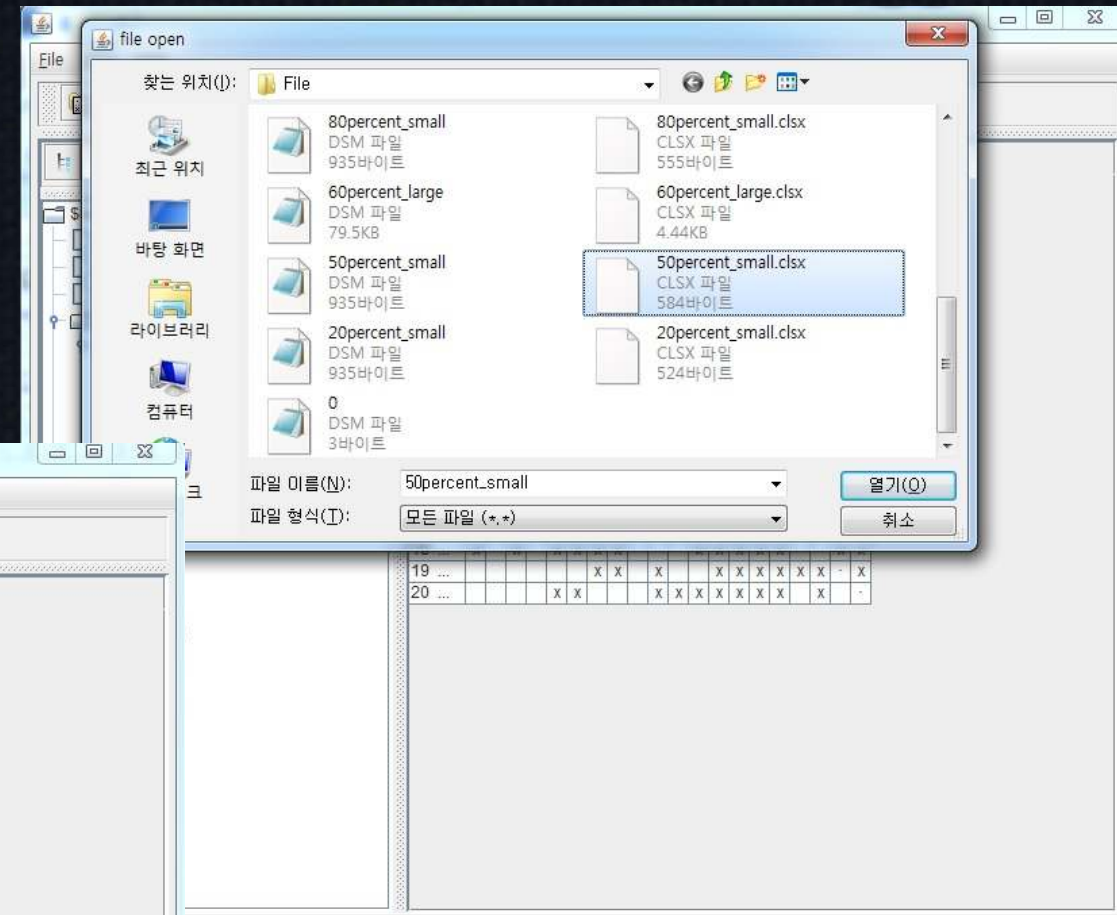 file open
File
찾는 위치(I):
File
최근 위치
바탕 화면
라이브러리
컴퓨터
크
80percent_small
DSM 파일
935바이트
80percent_small.clsx
CLSX 파일
555바이트
60percent_large
DSM 파일
79.5KB
60percent_large.clsx
CLSX 파일
4.44KB
50percent_small
DSM 파일
935바이트
50percent_small.clsx
CLSX 파일
584바이트
20percent_small
DSM 파일
935바이트
20percent_small.clsx
CLSX 파일
524바이트
0
DSM 파일
3바이트
파일 이름(N):
50percent_small
열기(O)
파일 형식(T):
모든 파일 (*.*)
취소
19 ... x x x x x x x x x - x
20 ... x x x x x x x x x x -